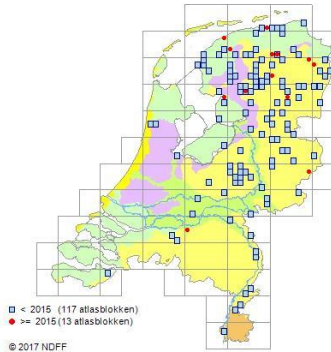 < 2015 (117 atlasblokken)
>= 2015 (13 atlasblokken)
© 2017 NDFF